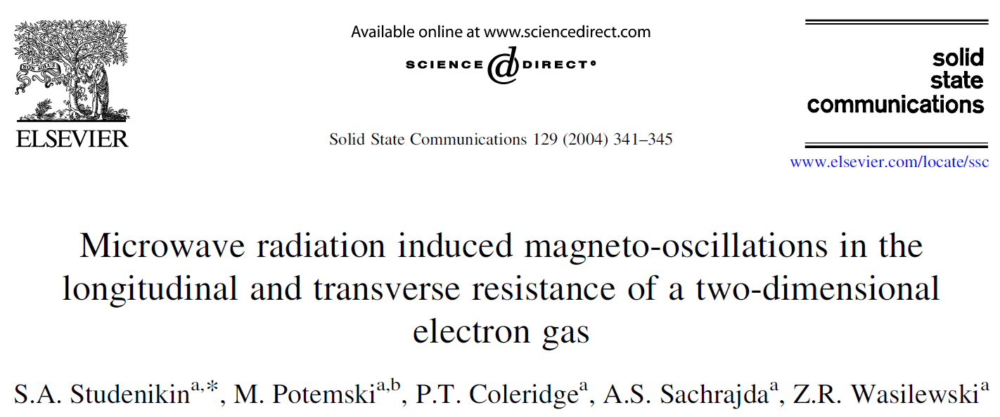 Available online at www.sciencedirect.com
SCIENCE d DIRECT®
solid
state
communications
NON SOLUS
ELSEVIER
Solid State Communications 129 (2004) 341–345
www.elsevier.com/locate/ssc
Microwave radiation induced magneto-oscillations in the
longitudinal and transverse resistance of a two-dimensional
electron gas
S.A. Studenikin^a,*, M. Potemski^a,b, P.T. Coleridge^a, A.S. Sachrajda^a, Z.R. Wasilewski^a